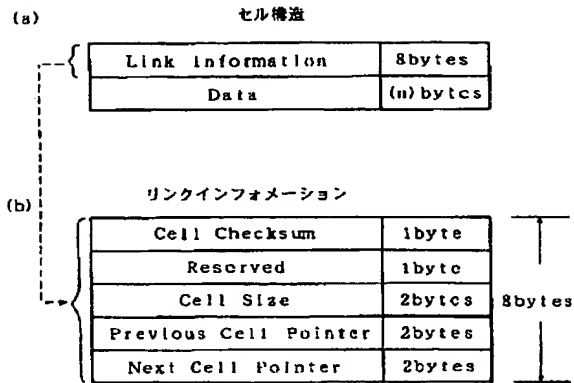 (a) セル構造
Link Information 8bytes
Data (n)bytes
(b) リンクインフォメーション
Cell Checksum 1byte
Reserved 1byte
Cell Size 2bytes
8bytes
Previous Cell Pointer 2bytes
Next Cell Pointer 2bytes